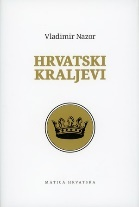 Vladimir Nazor
HRVATSKI
KRALJEVI
MATICA HRVATSKA